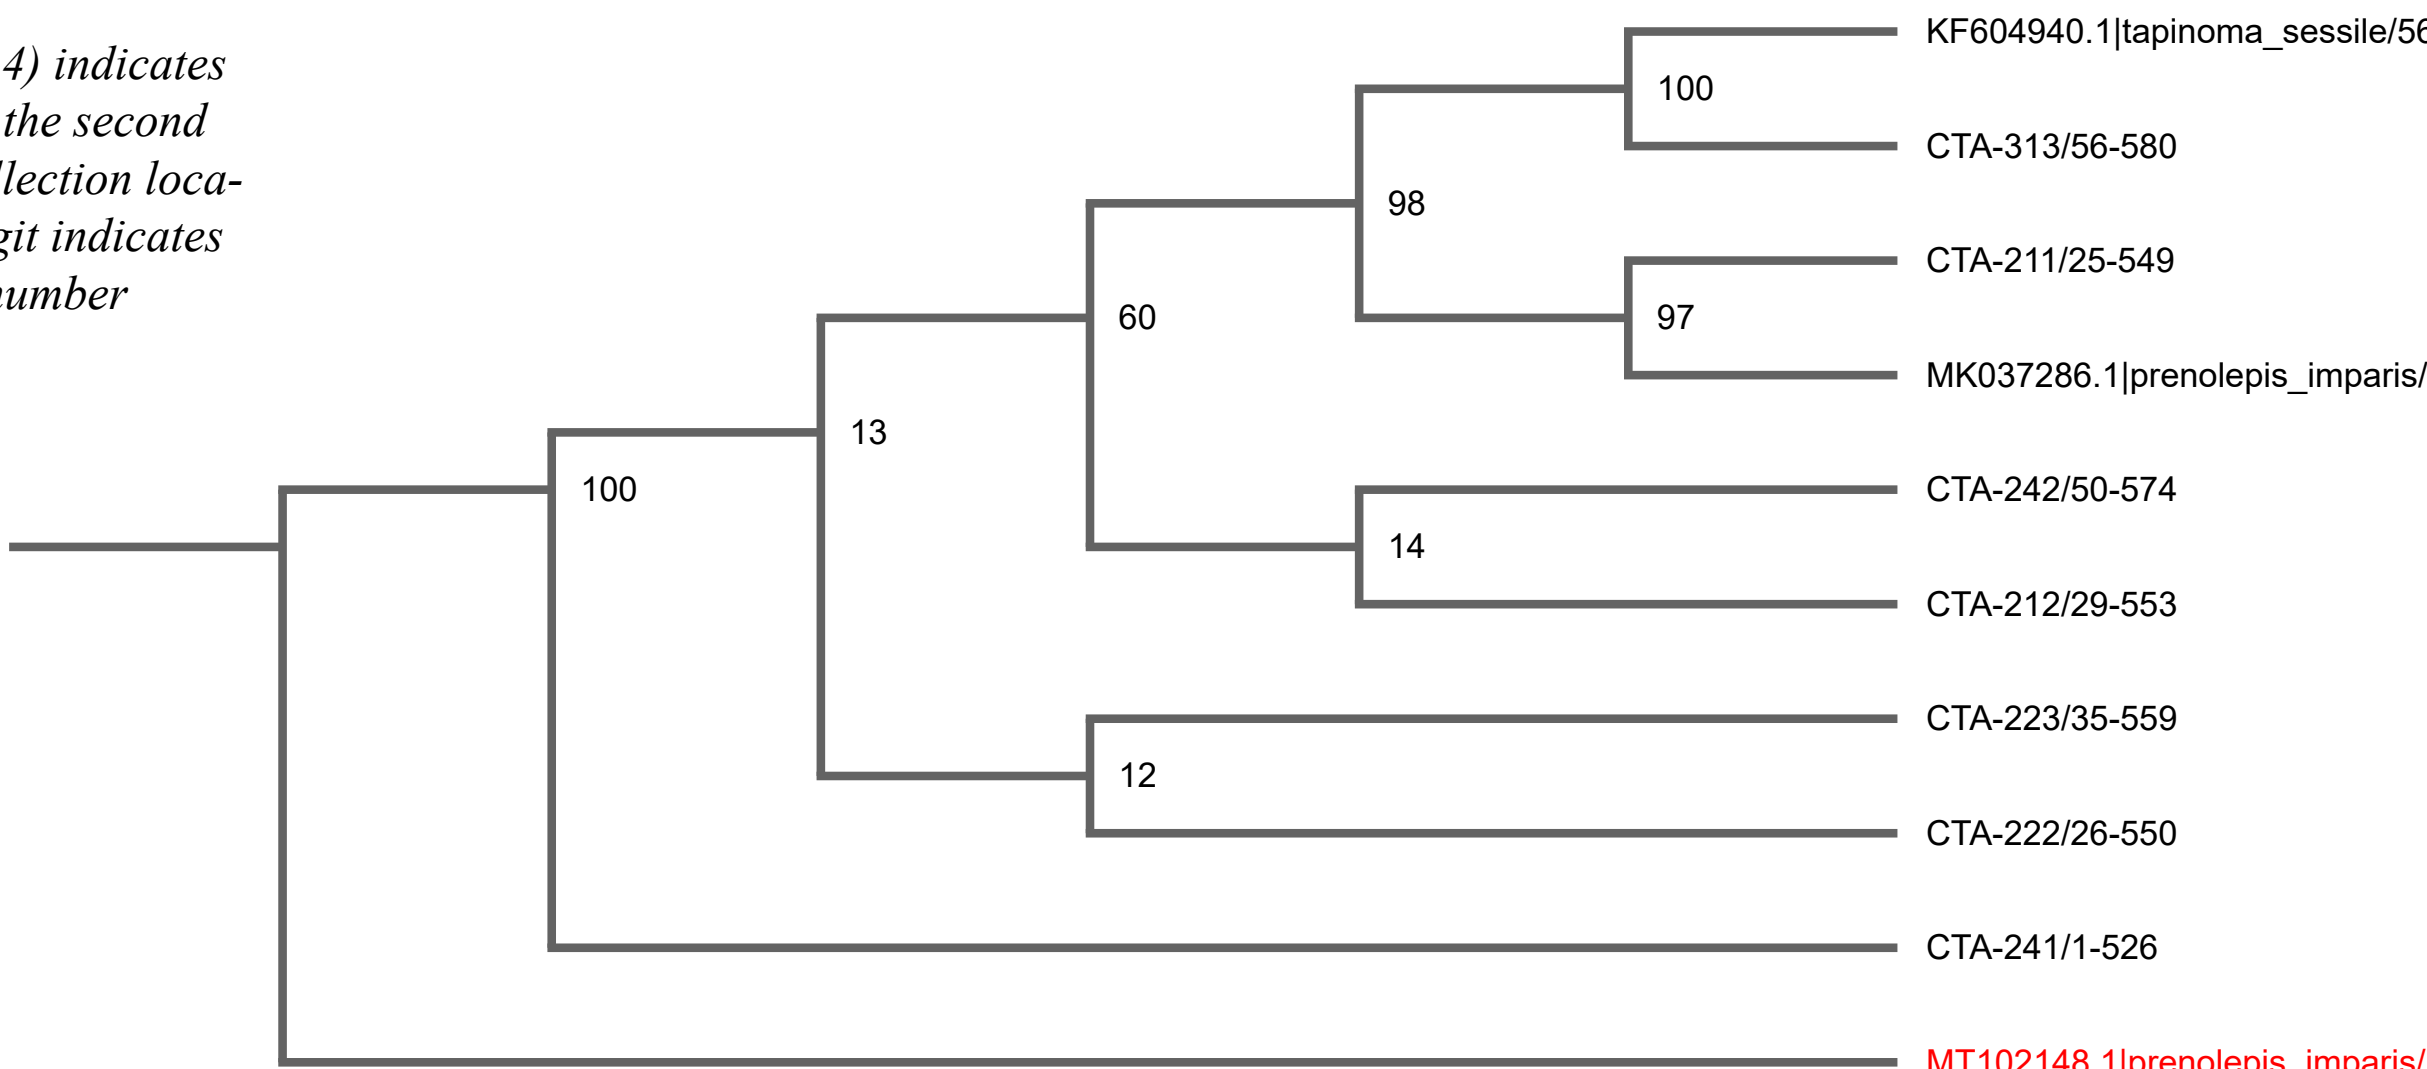 4) indicates
the second
llection loca-
git indicates
number
KF604940.1|tapinoma_sessile/56
100
CTA-313/56-580
98
CTA-211/25-549
97
60
MK037286.1|prenolepis_imparis/
13
CTA-242/50-574
100
14
CTA-212/29-553
CTA-223/35-559
12
CTA-222/26-550
CTA-241/1-526
MT102148.1|prenolepis_imparis/